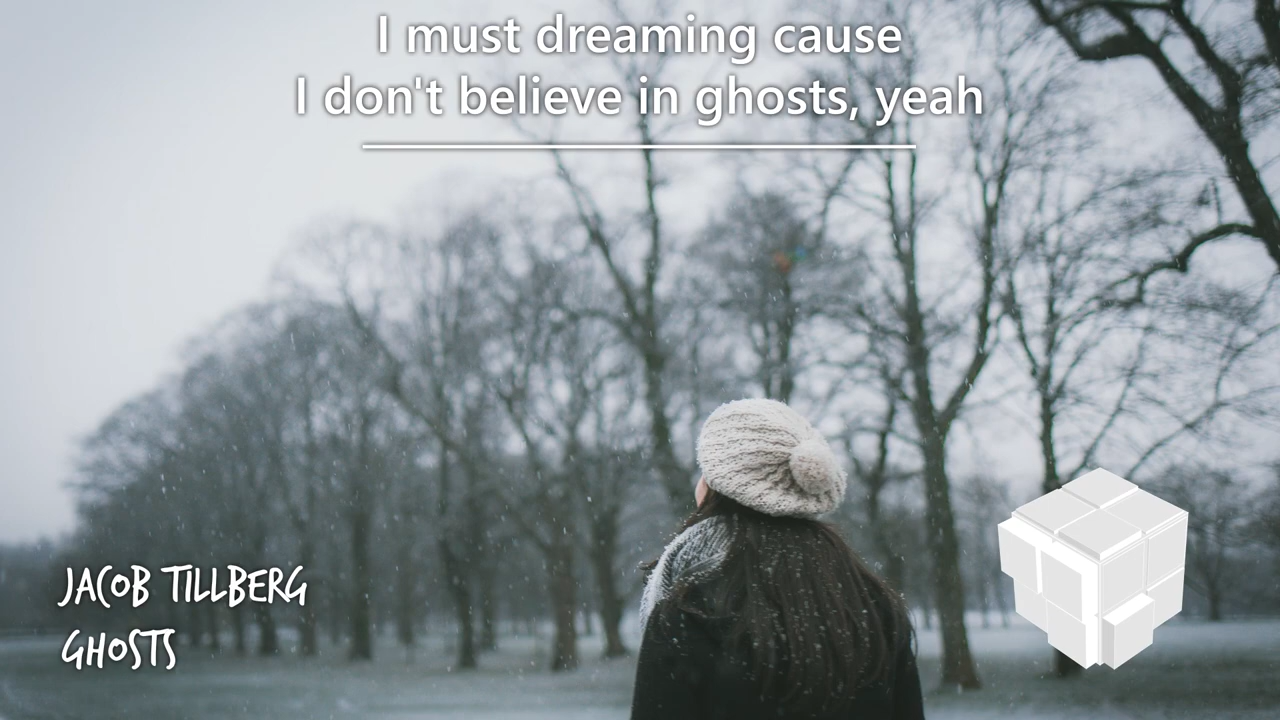 I must dreaming cause
I don't believe in ghosts, yeah
JACOB TILLBERG
GHOSTS